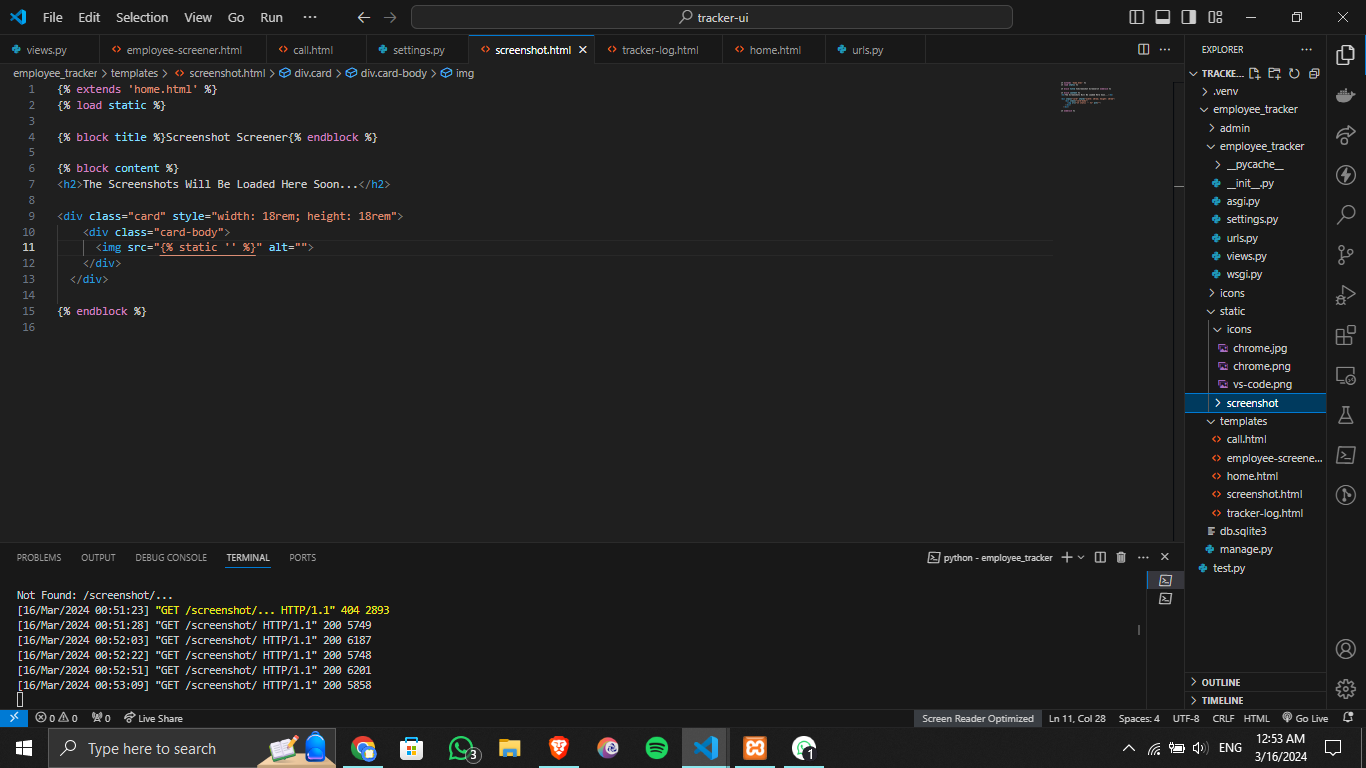 File Edit Selection View Go Run ··· tracker-ui
views.py employee-screener.html call.html settings.py screenshot.html tracker-log.html home.html urls.py
employee_tracker > templates > screenshot.html > div.card > div.card-body > img
1 {% extends 'home.html' %}
2 {% load static %}
3
4 {% block title %}Screenshot Screener{% endblock %}
5
6 {% block content %}
7 <h2>The Screenshots Will Be Loaded Here Soon...</h2>
8
9 <div class="card" style="width: 18rem; height: 18rem">
10 <div class="card-body">
11 <img src="{% static '' %}" alt="">
12 </div>
13 </div>
14
15 {% endblock %}
16
EXPLORER
TRACKE...
.venv
employee_tracker
admin
employee_tracker
__pycache__
__init__.py
asgi.py
settings.py
urls.py
views.py
wsgi.py
icons
static
icons
chrome.jpg
chrome.png
vs-code.png
screenshot
templates
call.html
employee-screene...
home.html
screenshot.html
tracker-log.html
db.sqlite3
manage.py
test.py
OUTLINE
TIMELINE
PROBLEMS OUTPUT DEBUG CONSOLE TERMINAL PORTS python - employee_tracker
Not Found: /screenshot/...
[16/Mar/2024 00:51:23] "GET /screenshot/... HTTP/1.1" 404 2893
[16/Mar/2024 00:51:28] "GET /screenshot/ HTTP/1.1" 200 5749
[16/Mar/2024 00:52:03] "GET /screenshot/ HTTP/1.1" 200 6187
[16/Mar/2024 00:52:22] "GET /screenshot/ HTTP/1.1" 200 5748
[16/Mar/2024 00:52:51] "GET /screenshot/ HTTP/1.1" 200 6201
[16/Mar/2024 00:53:09] "GET /screenshot/ HTTP/1.1" 200 5858
0 0 0 Live Share Screen Reader Optimized Ln 11, Col 28 Spaces: 4 UTF-8 CRLF HTML Go Live
Type here to search 3 1 ENG 12:53 AM
3/16/2024